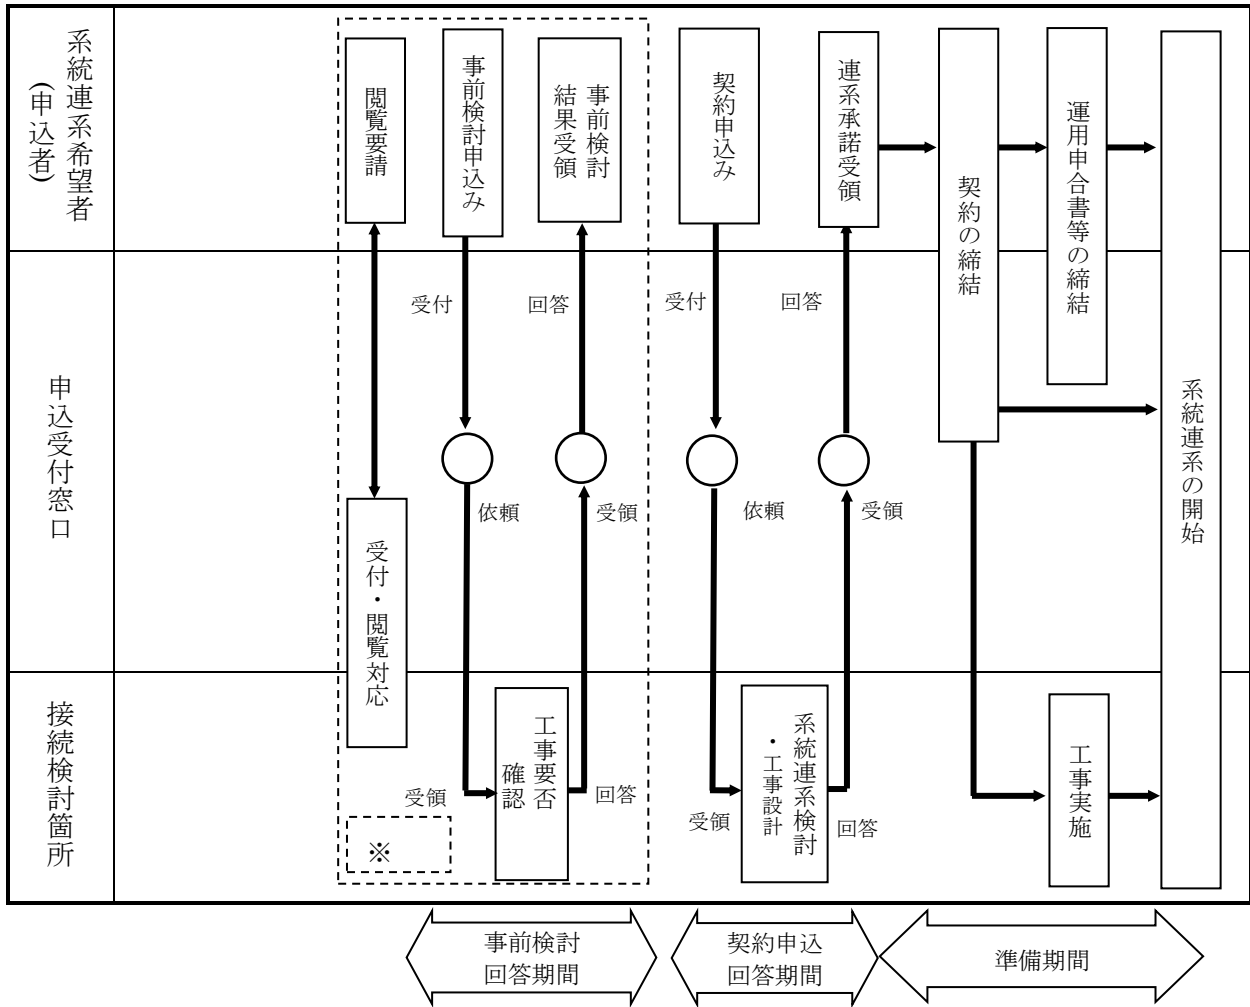 系統連系希望者
(申込者)
閲覧要請
事前検討申込み
事前検討
結果受領
契約申込み
連系承諾受領
契約の締結
運用申合書等の締結
系統連系の開始
申込受付窓口
受付
回答
受付
回答
依頼
受領
依頼
受領
受付・閲覧対応
接続検討箇所
受領
工事要否
確認
回答
受領
系統連系検討
・工事設計
回答
工事実施
※
事前検討
回答期間
契約申込
回答期間
準備期間